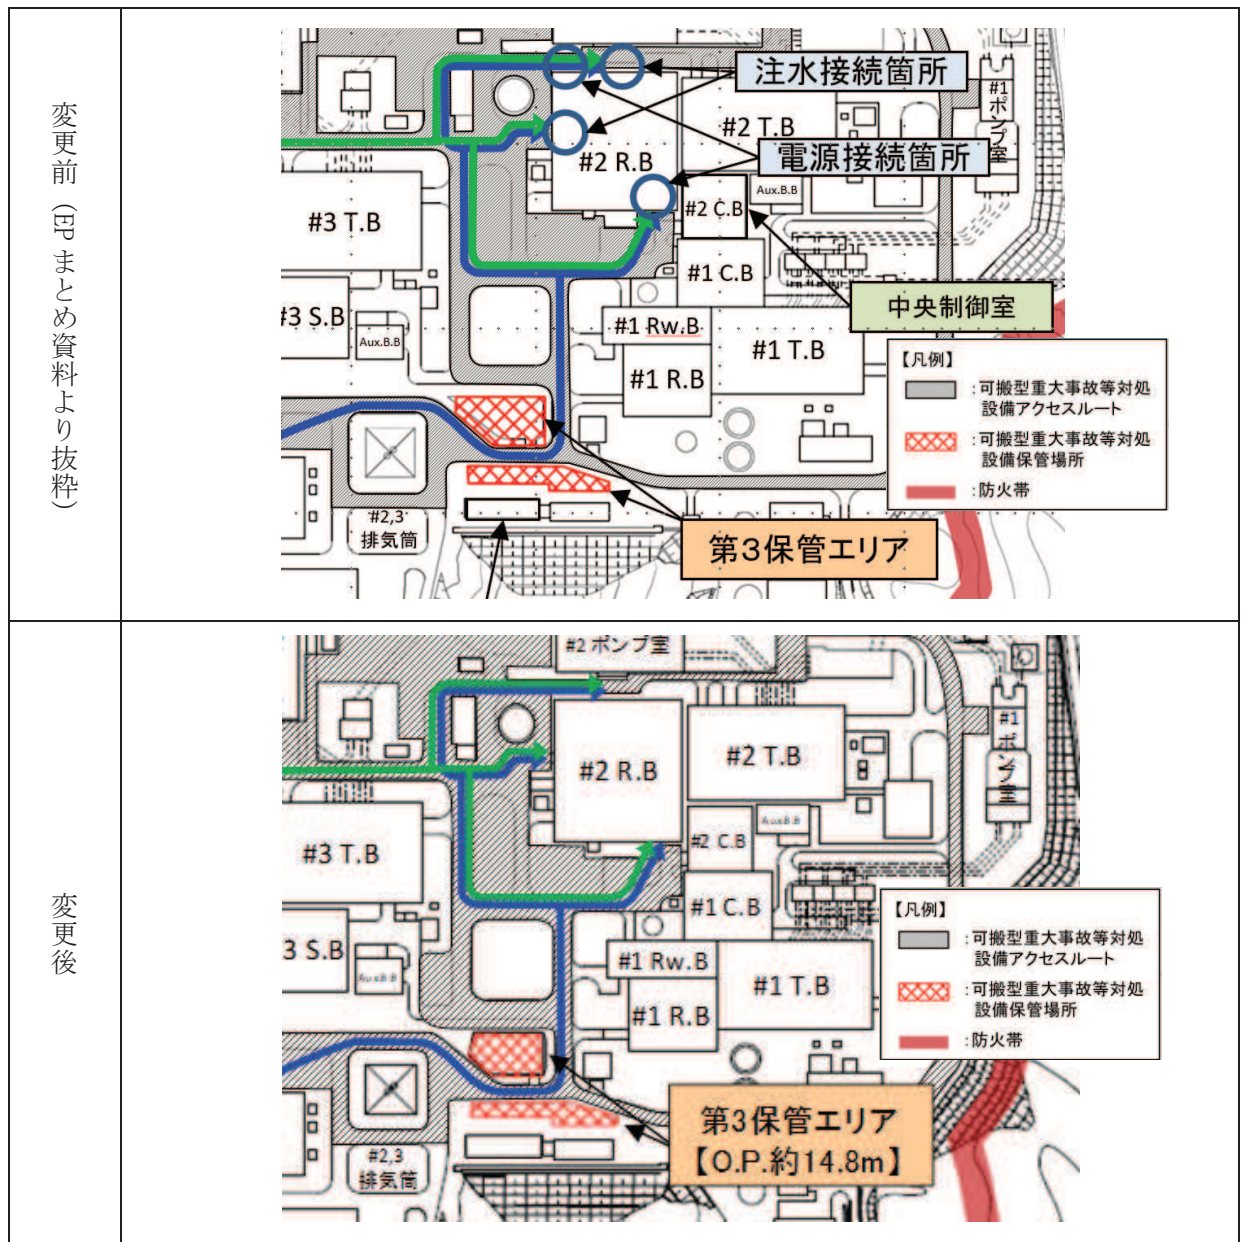 変更前（EPまとめ資料より抜粋）
注水接続箇所
#2 T.B
電源接続箇所
#2 R.B
#1
ポンプ室
Aux.B.B
#2 C.B
#3 T.B
#1 C.B
中央制御室
#3 S.B
Aux.B.B
#1 Rw.B
#1 T.B
#1 R.B
【凡例】
:可搬型重大事故等対処
設備アクセスルート
:可搬型重大事故等対処
設備保管場所
:防火帯
#2,3
排気筒
第3保管エリア
変更後
#2 ポンプ室
#1
ポンプ室
#2 R.B
#2 T.B
Aux.B.B
#2 C.B
#3 T.B
#1 C.B
3 S.B
Aux.B.B
#1 Rw.B
#1 T.B
#1 R.B
【凡例】
:可搬型重大事故等対処
設備アクセスルート
:可搬型重大事故等対処
設備保管場所
:防火帯
第3保管エリア
【O.P.約14.8m】
#2,3
排気筒